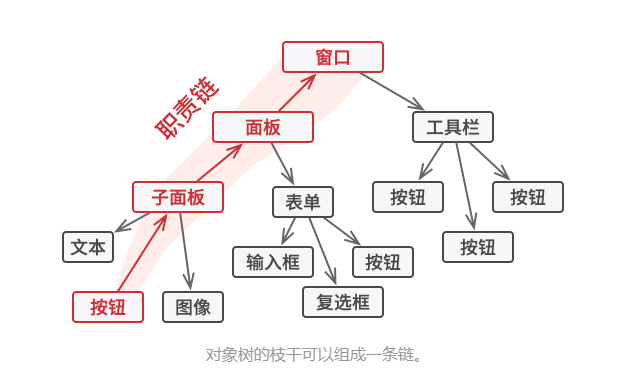 窗口
职责链
面板
工具栏
子面板
表单
按钮
按钮
文本
输入框
按钮
按钮
按钮
图像
复选框
对象树的枝干可以组成一条链。